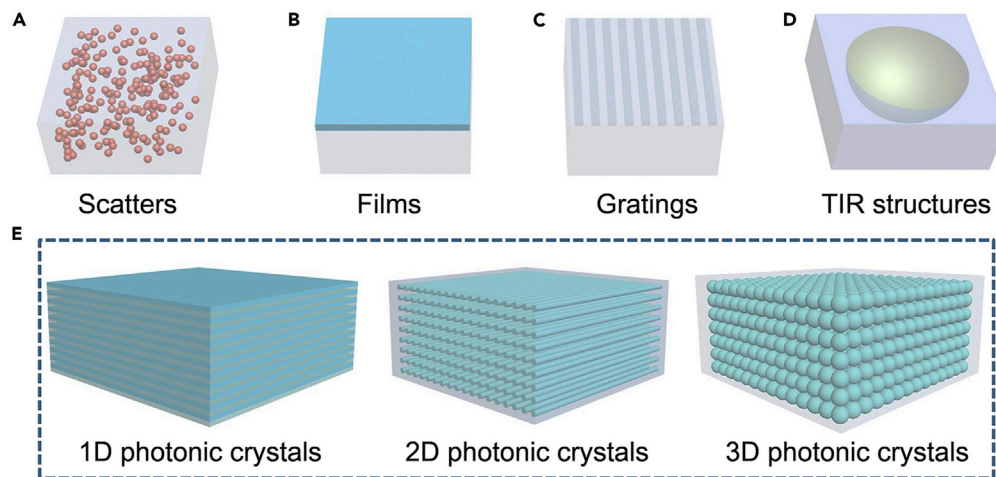 A
B
C
D
Scatters
Films
Gratings
TIR structures
E
1D photonic crystals
2D photonic crystals
3D photonic crystals